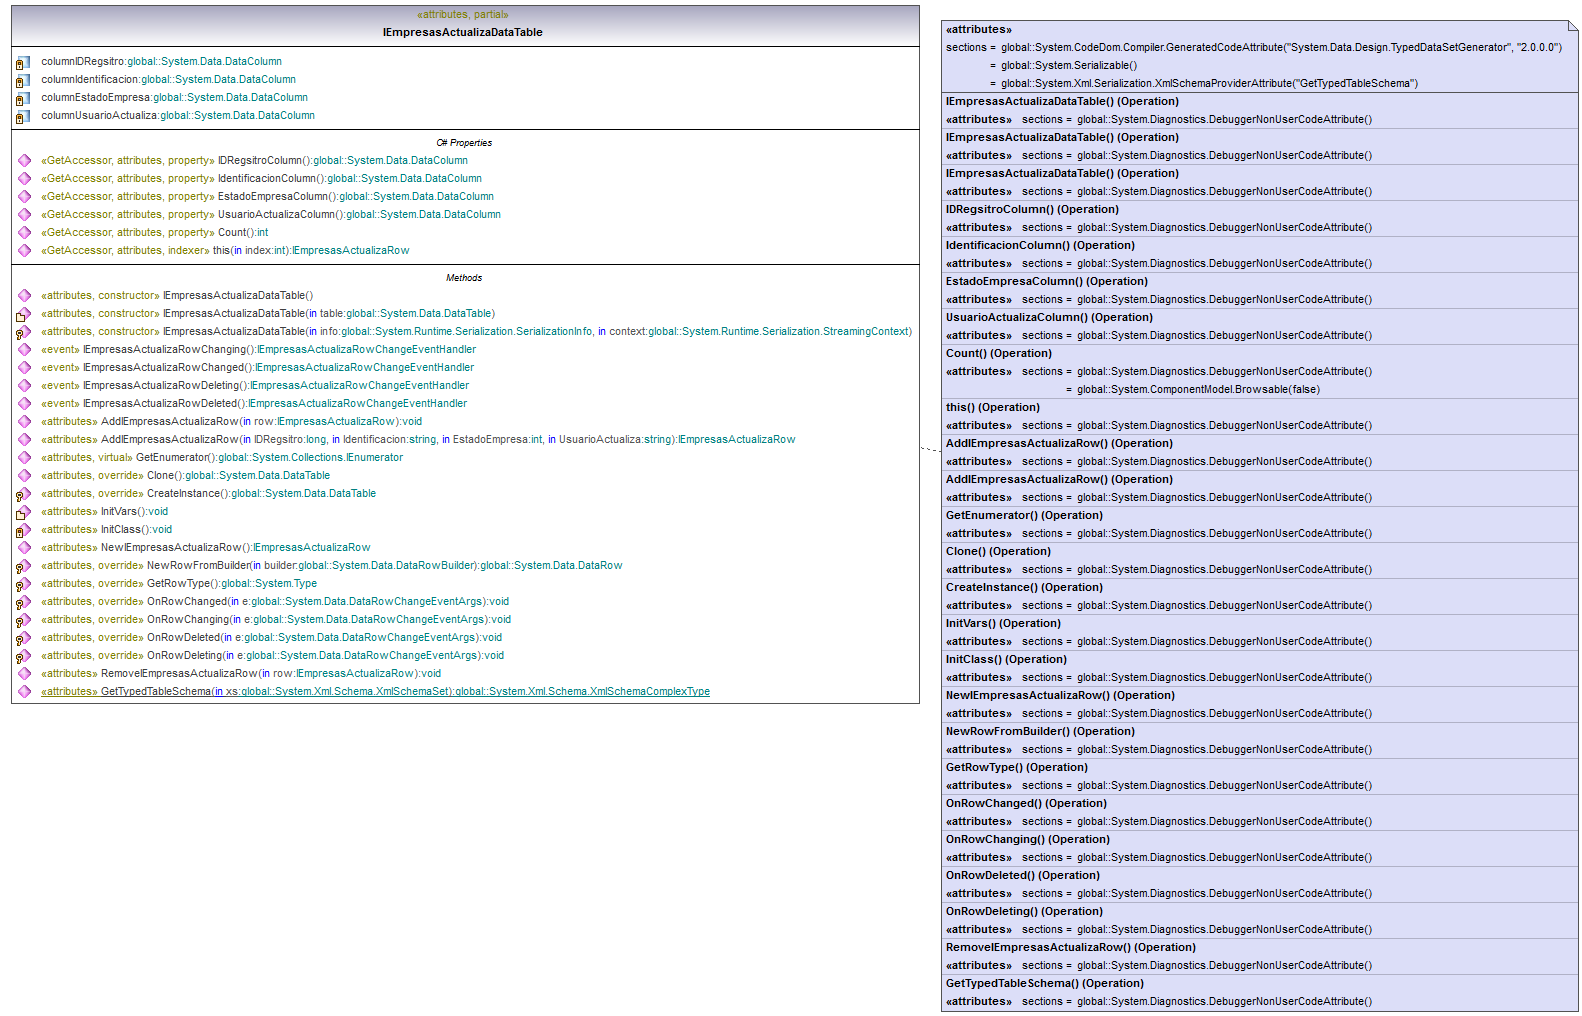 «attributes, partial»
IEmpresasActualizaDataTable
columnIDRegsitro:global::System.Data.DataColumn
columnIdentificacion:global::System.Data.DataColumn
columnEstadoEmpresa:global::System.Data.DataColumn
columnUsuarioActualiza:global::System.Data.DataColumn
C# Properties
«GetAccessor, attributes, property» IDRegsitroColumn():global::System.Data.DataColumn
«GetAccessor, attributes, property» IdentificacionColumn():global::System.Data.DataColumn
«GetAccessor, attributes, property» EstadoEmpresaColumn():global::System.Data.DataColumn
«GetAccessor, attributes, property» UsuarioActualizaColumn():global::System.Data.DataColumn
«GetAccessor, attributes, property» Count():int
«GetAccessor, attributes, indexer» this(in index:int):IEmpresasActualizaRow
Methods
«attributes, constructor» IEmpresasActualizaDataTable()
«attributes, constructor» IEmpresasActualizaDataTable(in table:global::System.Data.DataTable)
«attributes, constructor» IEmpresasActualizaDataTable(in info:global::System.Runtime.Serialization.SerializationInfo, in context:global::System.Runtime.Serialization.StreamingContext)
«event» IEmpresasActualizaRowChanging():IEmpresasActualizaRowChangeEventHandler
«event» IEmpresasActualizaRowChanged():IEmpresasActualizaRowChangeEventHandler
«event» IEmpresasActualizaRowDeleting():IEmpresasActualizaRowChangeEventHandler
«event» IEmpresasActualizaRowDeleted():IEmpresasActualizaRowChangeEventHandler
«attributes» AddIEmpresasActualizaRow(in row:IEmpresasActualizaRow):void
«attributes» AddIEmpresasActualizaRow(in IDRegsitro:long, in Identificacion:string, in EstadoEmpresa:int, in UsuarioActualiza:string):IEmpresasActualizaRow
«attributes, virtual» GetEnumerator():global::System.Collections.IEnumerator
«attributes, override» Clone():global::System.Data.DataTable
«attributes, override» CreateInstance():global::System.Data.DataTable
«attributes» InitVars():void
«attributes» InitClass():void
«attributes» NewIEmpresasActualizaRow():IEmpresasActualizaRow
«attributes, override» NewRowFromBuilder(in builder:global::System.Data.DataRowBuilder):global::System.Data.DataRow
«attributes, override» GetRowType():global::System.Type
«attributes, override» OnRowChanged(in e:global::System.Data.DataRowChangeEventArgs):void
«attributes, override» OnRowChanging(in e:global::System.Data.DataRowChangeEventArgs):void
«attributes, override» OnRowDeleted(in e:global::System.Data.DataRowChangeEventArgs):void
«attributes, override» OnRowDeleting(in e:global::System.Data.DataRowChangeEventArgs):void
«attributes» RemoveIEmpresasActualizaRow(in row:IEmpresasActualizaRow):void
«attributes» GetTypedTableSchema(in xs:global::System.Xml.Schema.XmlSchemaSet):global::System.Xml.Schema.XmlSchemaComplexType
«attributes»
sections = global::System.CodeDom.Compiler.GeneratedCodeAttribute("System.Data.Design.TypedDataSetGenerator", "2.0.0.0")
= global::System.Serializable()
= global::System.Xml.Serialization.XmlSchemaProviderAttribute("GetTypedTableSchema")
IEmpresasActualizaDataTable() (Operation)
«attributes» sections = global::System.Diagnostics.DebuggerNonUserCodeAttribute()
IEmpresasActualizaDataTable() (Operation)
«attributes» sections = global::System.Diagnostics.DebuggerNonUserCodeAttribute()
IEmpresasActualizaDataTable() (Operation)
«attributes» sections = global::System.Diagnostics.DebuggerNonUserCodeAttribute()
IDRegsitroColumn() (Operation)
«attributes» sections = global::System.Diagnostics.DebuggerNonUserCodeAttribute()
IdentificacionColumn() (Operation)
«attributes» sections = global::System.Diagnostics.DebuggerNonUserCodeAttribute()
EstadoEmpresaColumn() (Operation)
«attributes» sections = global::System.Diagnostics.DebuggerNonUserCodeAttribute()
UsuarioActualizaColumn() (Operation)
«attributes» sections = global::System.Diagnostics.DebuggerNonUserCodeAttribute()
Count() (Operation)
«attributes» sections = global::System.Diagnostics.DebuggerNonUserCodeAttribute()
= global::System.ComponentModel.Browsable(false)
this() (Operation)
«attributes» sections = global::System.Diagnostics.DebuggerNonUserCodeAttribute()
AddIEmpresasActualizaRow() (Operation)
«attributes» sections = global::System.Diagnostics.DebuggerNonUserCodeAttribute()
AddIEmpresasActualizaRow() (Operation)
«attributes» sections = global::System.Diagnostics.DebuggerNonUserCodeAttribute()
GetEnumerator() (Operation)
«attributes» sections = global::System.Diagnostics.DebuggerNonUserCodeAttribute()
Clone() (Operation)
«attributes» sections = global::System.Diagnostics.DebuggerNonUserCodeAttribute()
CreateInstance() (Operation)
«attributes» sections = global::System.Diagnostics.DebuggerNonUserCodeAttribute()
InitVars() (Operation)
«attributes» sections = global::System.Diagnostics.DebuggerNonUserCodeAttribute()
InitClass() (Operation)
«attributes» sections = global::System.Diagnostics.DebuggerNonUserCodeAttribute()
NewIEmpresasActualizaRow() (Operation)
«attributes» sections = global::System.Diagnostics.DebuggerNonUserCodeAttribute()
NewRowFromBuilder() (Operation)
«attributes» sections = global::System.Diagnostics.DebuggerNonUserCodeAttribute()
GetRowType() (Operation)
«attributes» sections = global::System.Diagnostics.DebuggerNonUserCodeAttribute()
OnRowChanged() (Operation)
«attributes» sections = global::System.Diagnostics.DebuggerNonUserCodeAttribute()
OnRowChanging() (Operation)
«attributes» sections = global::System.Diagnostics.DebuggerNonUserCodeAttribute()
OnRowDeleted() (Operation)
«attributes» sections = global::System.Diagnostics.DebuggerNonUserCodeAttribute()
OnRowDeleting() (Operation)
«attributes» sections = global::System.Diagnostics.DebuggerNonUserCodeAttribute()
RemoveIEmpresasActualizaRow() (Operation)
«attributes» sections = global::System.Diagnostics.DebuggerNonUserCodeAttribute()
GetTypedTableSchema() (Operation)
«attributes» sections = global::System.Diagnostics.DebuggerNonUserCodeAttribute()